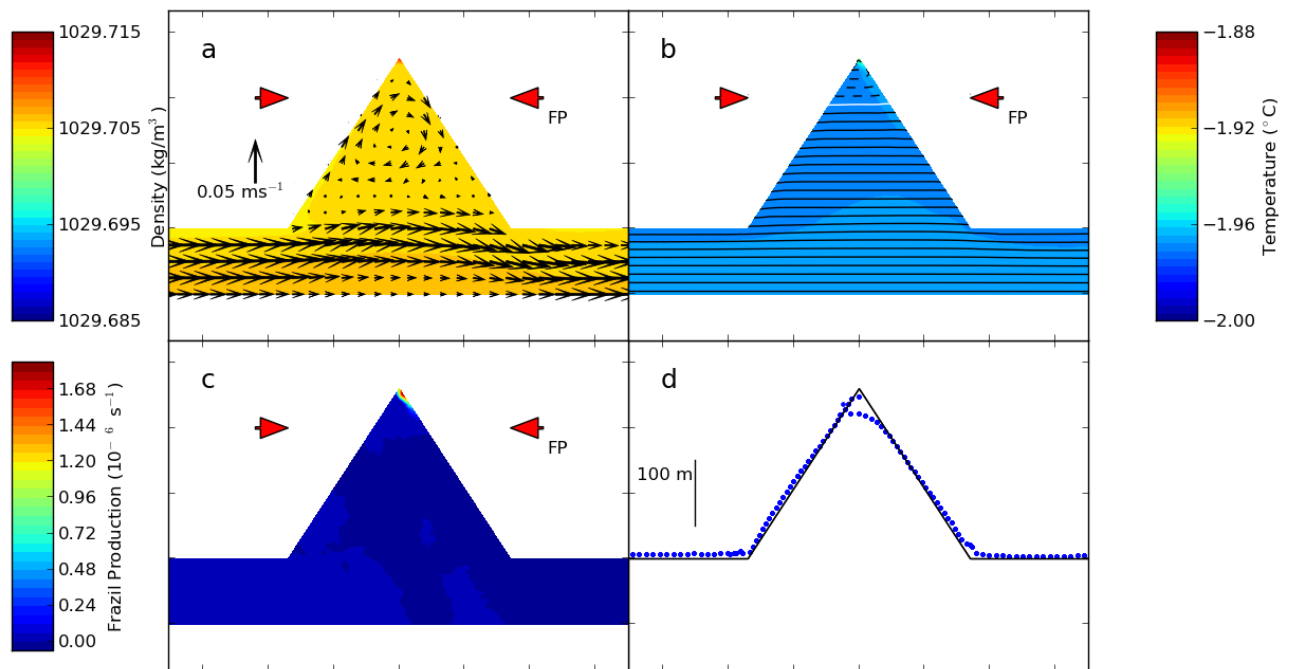 1029.715
1029.705
1029.695
1029.685
Density (kg/m³)
a
FP
0.05 ms⁻¹
b
FP
−1.88
−1.92
−1.96
−2.00
Temperature (°C)
1.68
1.44
1.20
0.96
0.72
0.48
0.24
0.00
Frazil Production (10⁻⁶ s⁻¹)
c
FP
d
100 m